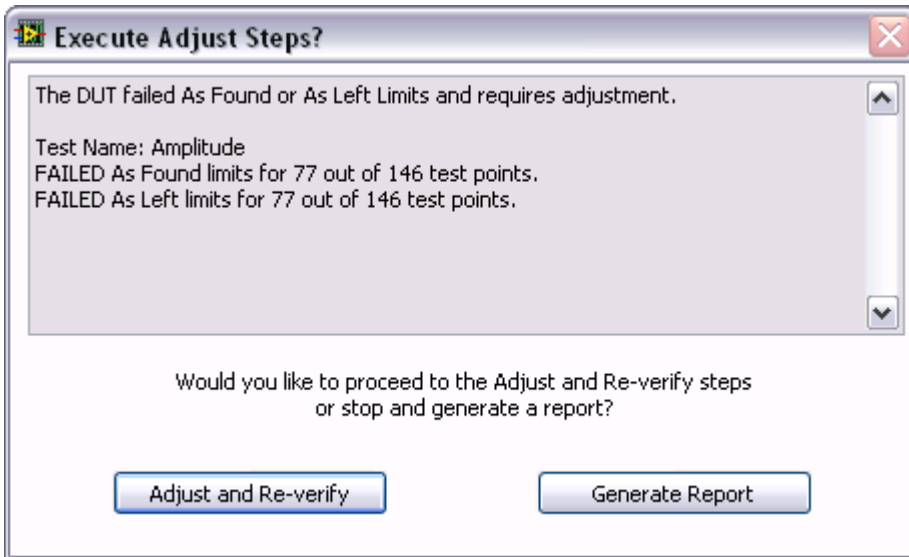 Execute Adjust Steps?
The DUT failed As Found or As Left Limits and requires adjustment.
Test Name: Amplitude
FAILED As Found limits for 77 out of 146 test points.
FAILED As Left limits for 77 out of 146 test points.
Would you like to proceed to the Adjust and Re-verify steps
or stop and generate a report?
Adjust and Re-verify
Generate Report